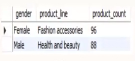 gender product_line product_count
Female Fashion accessories 96
Male Health and beauty 88